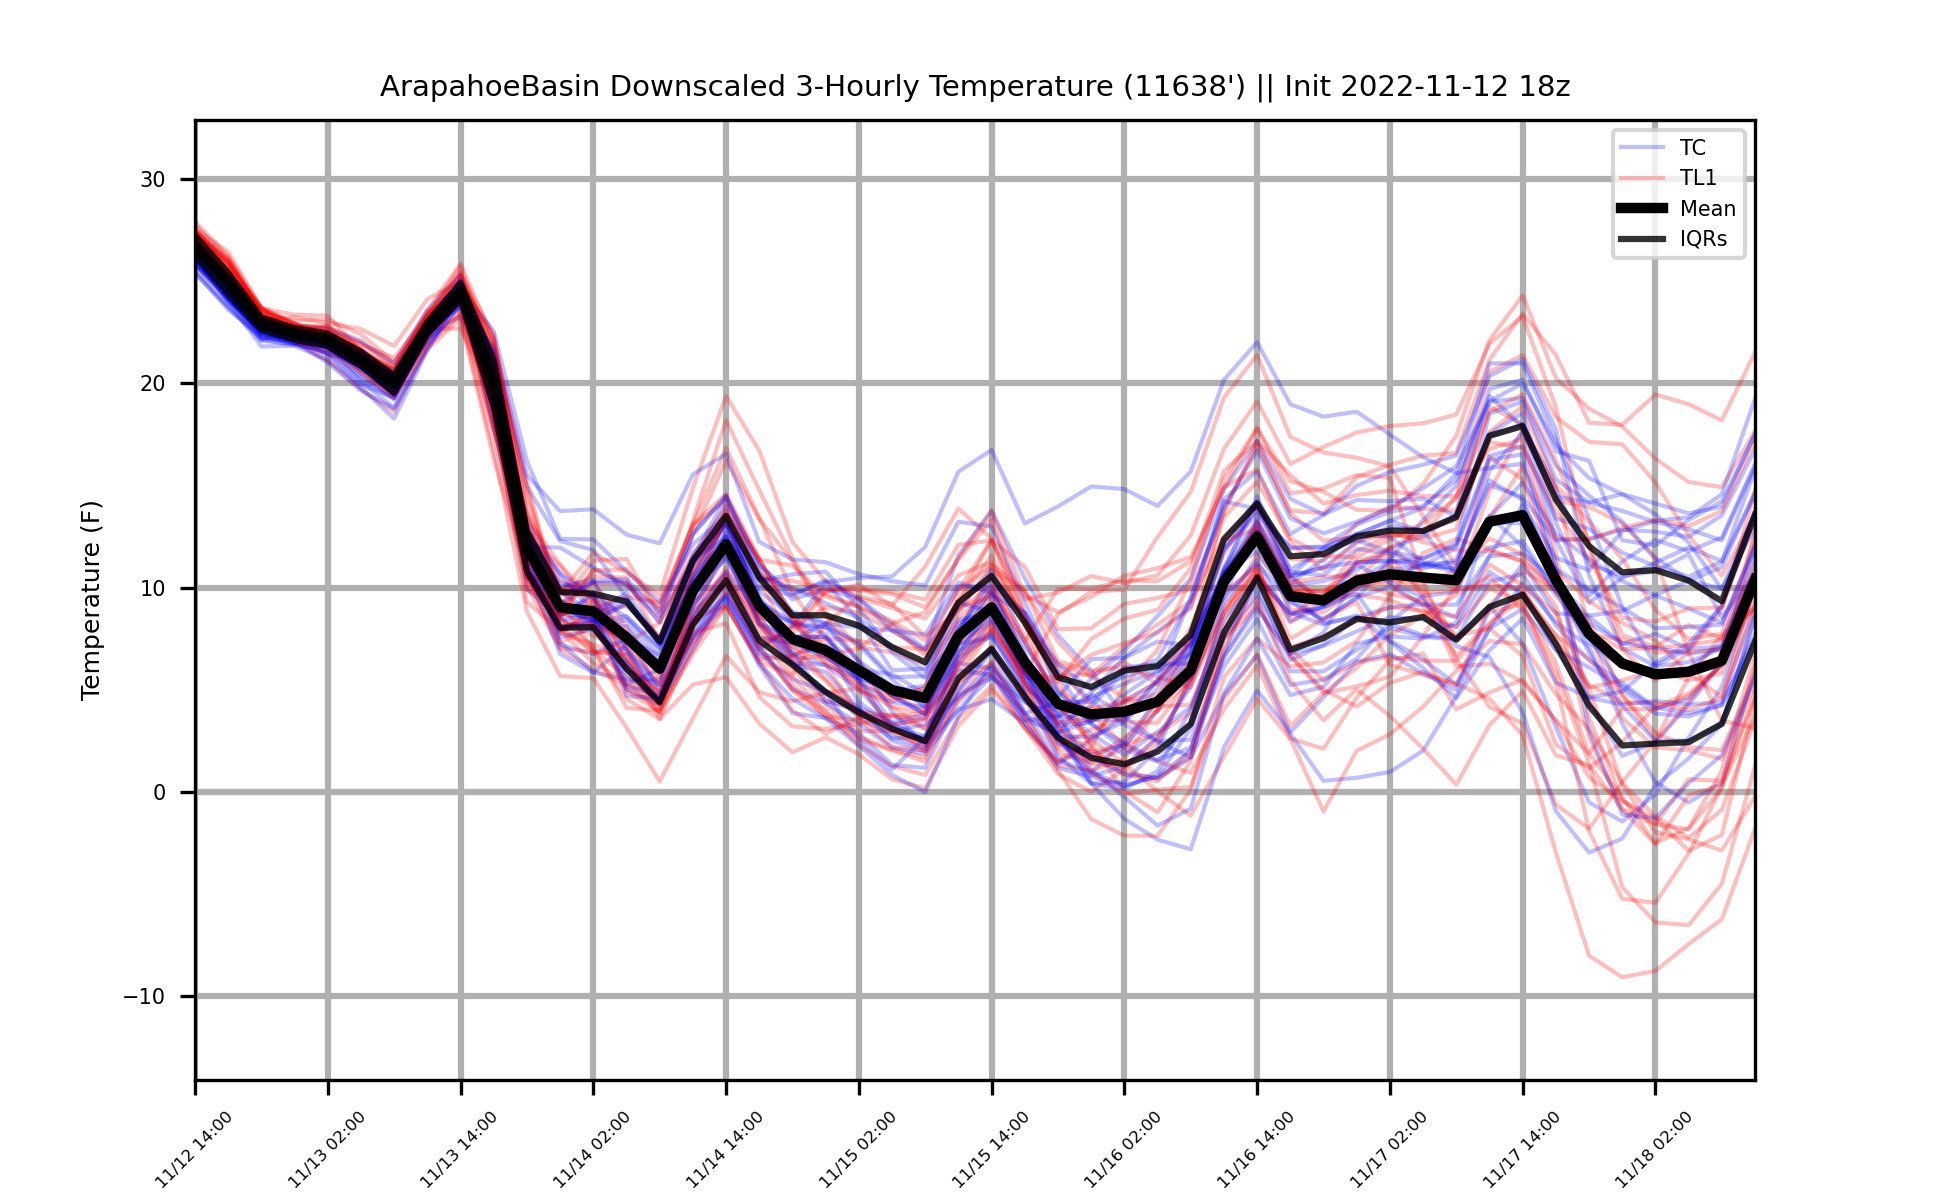 ArapahoeBasin Downscaled 3-Hourly Temperature (11638') || Init 2022-11-12 18z
TC
TL1
Mean
IQRs
Temperature (F)
30
20
10
0
−10
11/12 14:00
11/13 02:00
11/13 14:00
11/14 02:00
11/14 14:00
11/15 02:00
11/15 14:00
11/16 02:00
11/16 14:00
11/17 02:00
11/17 14:00
11/18 02:00